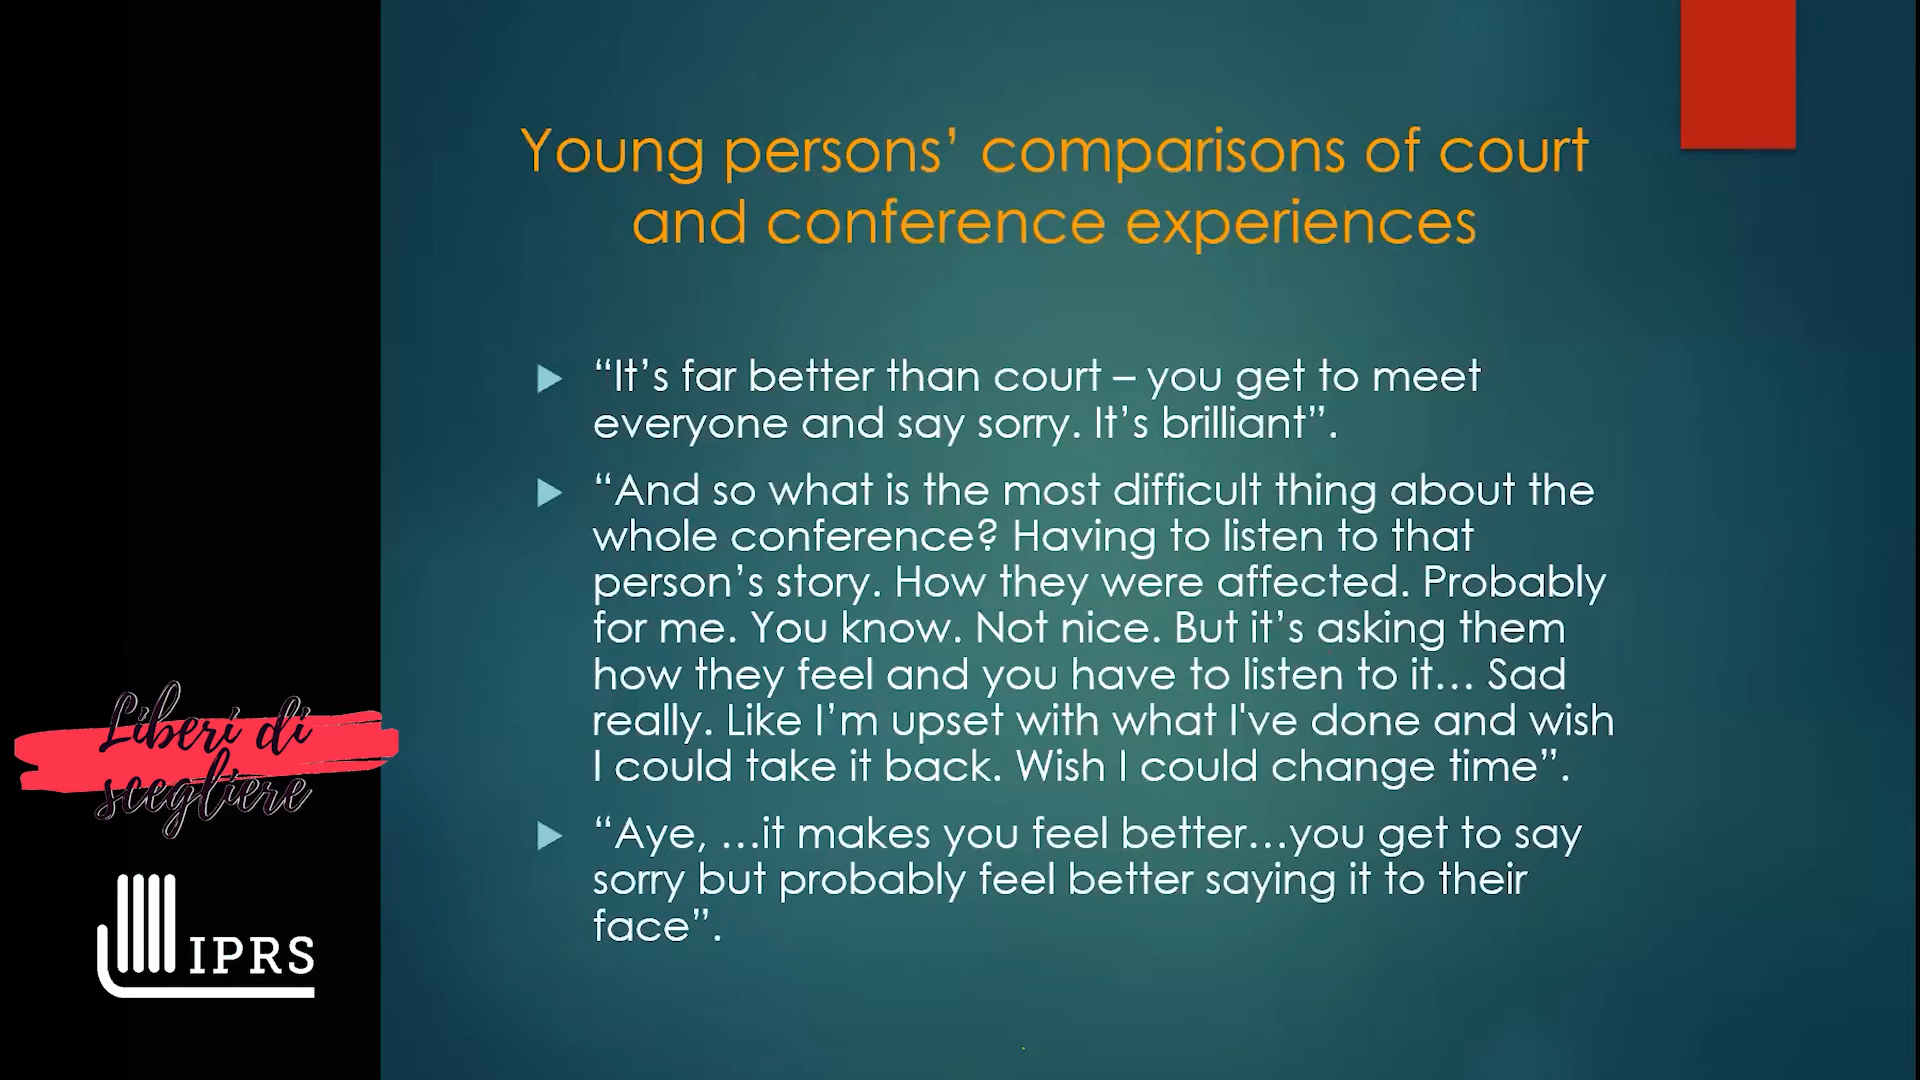 Young persons’ comparisons of court
and conference experiences
“It’s far better than court – you get to meet
everyone and say sorry. It’s brilliant”.
“And so what is the most difficult thing about the
whole conference? Having to listen to that
person’s story. How they were affected. Probably
for me. You know. Not nice. But it’s asking them
how they feel and you have to listen to it… Sad
really. Like I’m upset with what I've done and wish
I could take it back. Wish I could change time”.
“Aye, …it makes you feel better…you get to say
sorry but probably feel better saying it to their
face”.
Liberi di
scegliere
IPRS